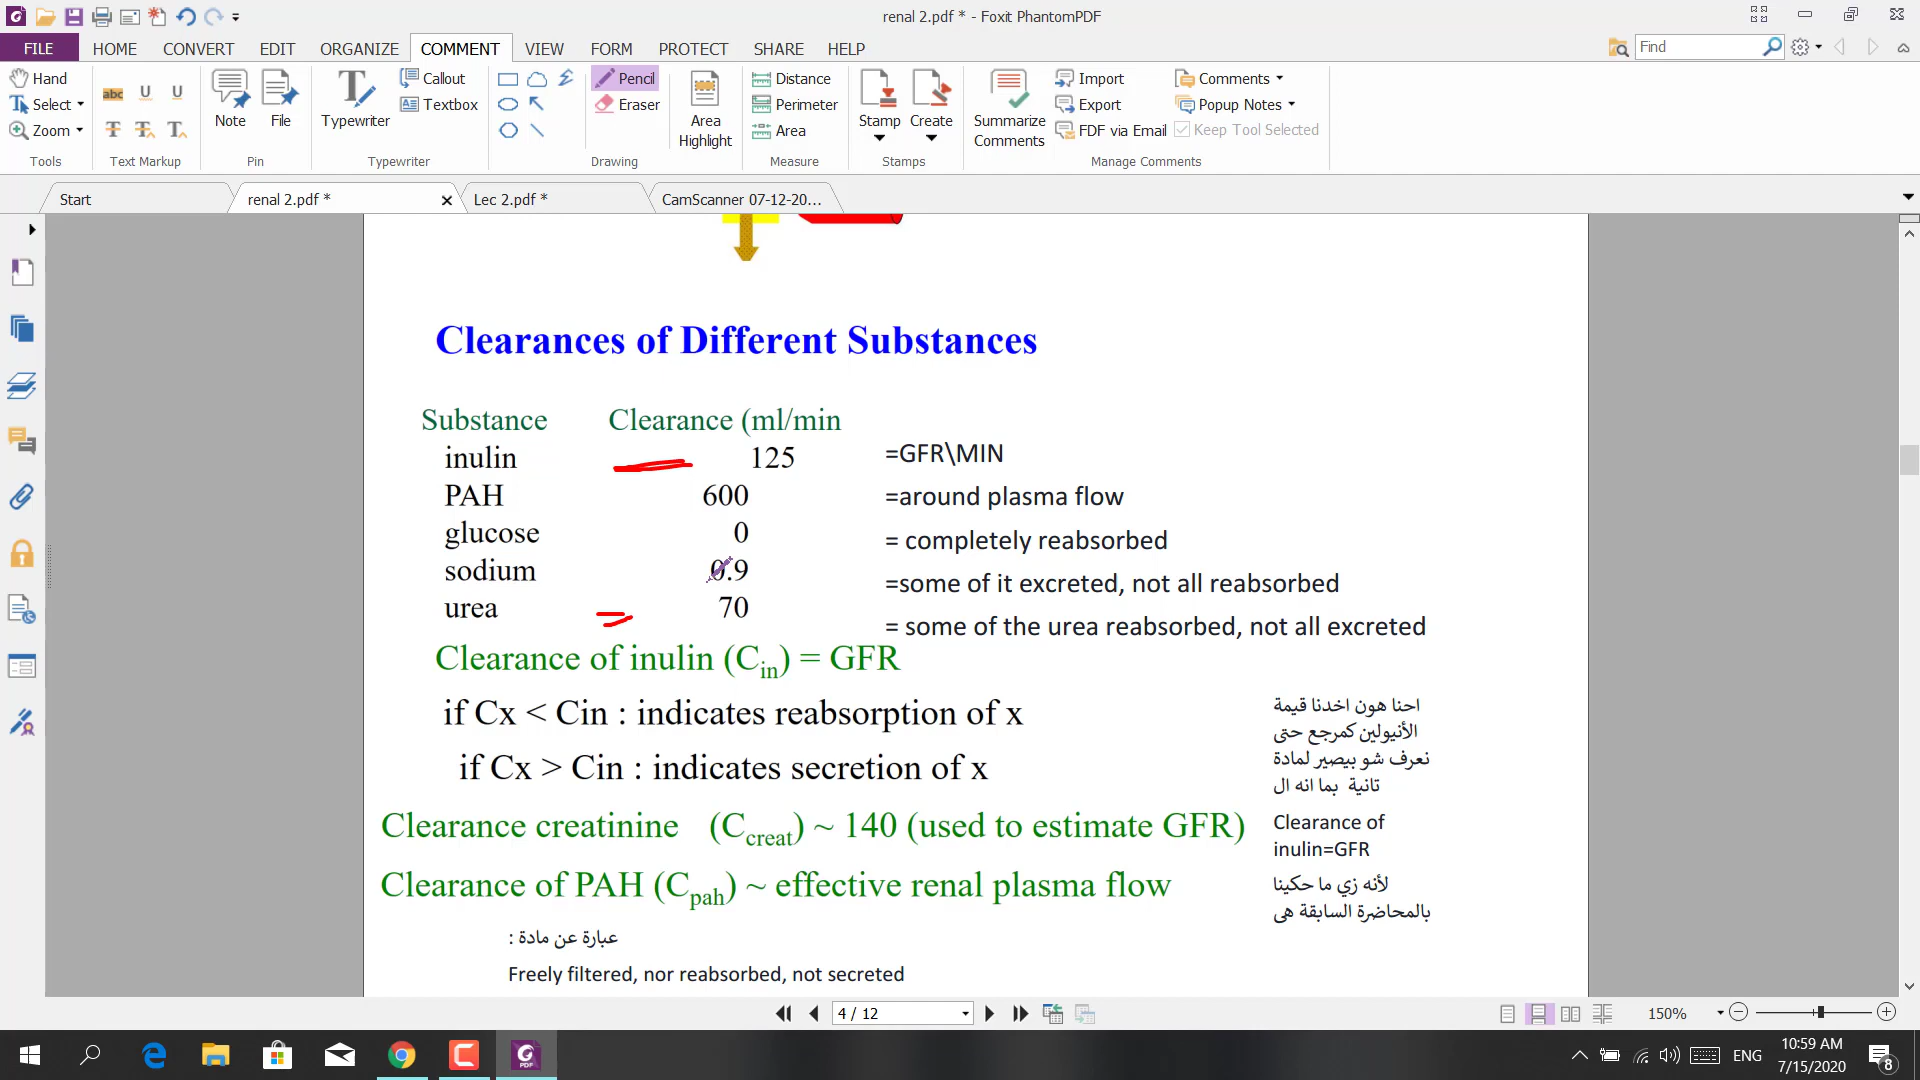 renal 2.pdf * - Foxit PhantomPDF
FILE HOME CONVERT EDIT ORGANIZE COMMENT VIEW FORM PROTECT SHARE HELP Find
Hand
Select
Zoom
Tools
abc U U
T T T
Text Markup
Note File
Pin
Typewriter
Callout
Textbox
Typewriter
Pencil
Eraser
Area Highlight
Drawing
Distance
Perimeter
Area
Measure
Stamp Create
Stamps
Summarize Comments
Import
Export
FDF via Email
Comments
Popup Notes
Keep Tool Selected
Manage Comments
Start renal 2.pdf * Lec 2.pdf * CamScanner 07-12-20...
Clearances of Different Substances
Substance Clearance (ml/min
inulin 125 =GFR\MIN
PAH 600 =around plasma flow
glucose 0 = completely reabsorbed
sodium 0.9 =some of it excreted, not all reabsorbed
urea 70 = some of the urea reabsorbed, not all excreted
Clearance of inulin (Cin) = GFR
if Cx < Cin : indicates reabsorption of x
if Cx > Cin : indicates secretion of x
Clearance creatinine (Ccreat) ~ 140 (used to estimate GFR)
Clearance of PAH (Cpah) ~ effective renal plasma flow
احنا هون اخدنا قيمة
الأنيولين كمرجع حتى
نعرف شو بيصير لمادة
تانية بما انه ال
Clearance of
inulin=GFR
لأنه زي ما حكينا
بالمحاضرة السابقة هى
عبارة عن مادة :
Freely filtered, nor reabsorbed, not secreted
4 / 12 150%
ENG 10:59 AM
7/15/2020
8